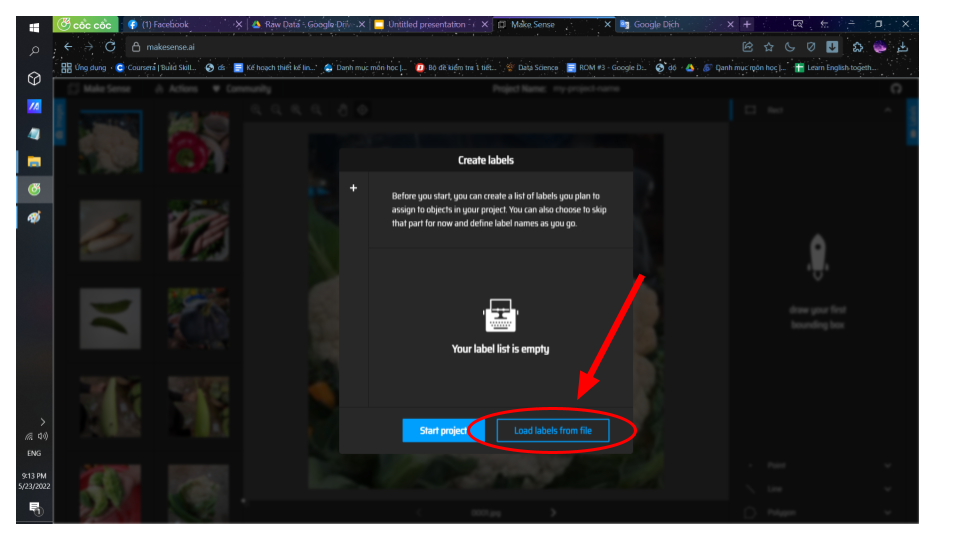 cốc cốc
(1) Facebook
Raw Data - Google Dri
Untitled presentation -
Make Sense
Google Dịch
makesense.ai
Ứng dụng
Coursera | Build Skill...
ds
Kế hoạch thiết kế lin...
Danh mục môn học |...
Bộ đề kiểm tra 1 tiết...
Data Science
ROM #3 - Google D...
Danh mục môn học |...
Learn English togeth...
Make Sense
Actions
Community
Project Name: my-project-name
Rect
Create labels
Before you start, you can create a list of labels you plan to
assign to objects in your project. You can also choose to skip
that part for now and define label names as you go.
draw your first
bounding box
Your label list is empty
Start project
Load labels from file
ENG
9:13 PM
5/23/2022
Point
Line
Polygon